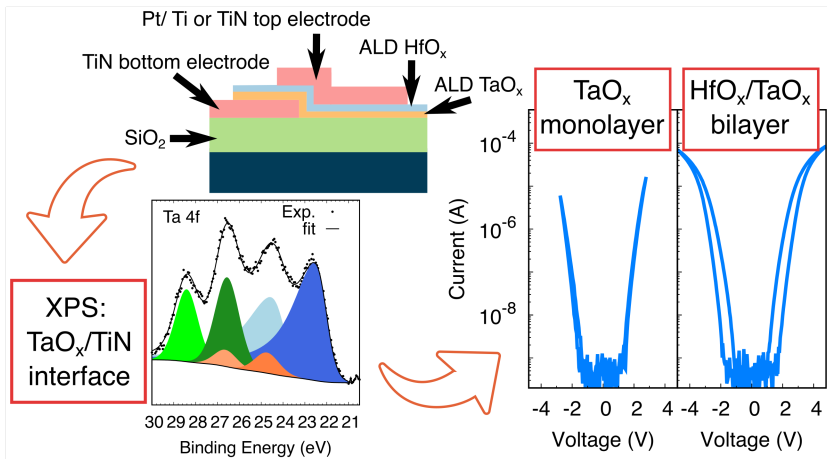 Pt/ Ti or TiN top electrode
TiN bottom electrode
ALD HfOₓ
ALD TaOₓ
SiO₂
Ta 4f
Exp.
fit
30 29 28 27 26 25 24 23 22 21
Binding Energy (eV)
XPS:
TaOₓ/TiN
interface
TaOₓ
monolayer
HfOₓ/TaOₓ
bilayer
Current (A)
10⁻⁴
10⁻⁶
10⁻⁸
-4 -2 0 2 4
Voltage (V)
-4 -2 0 2 4
Voltage (V)